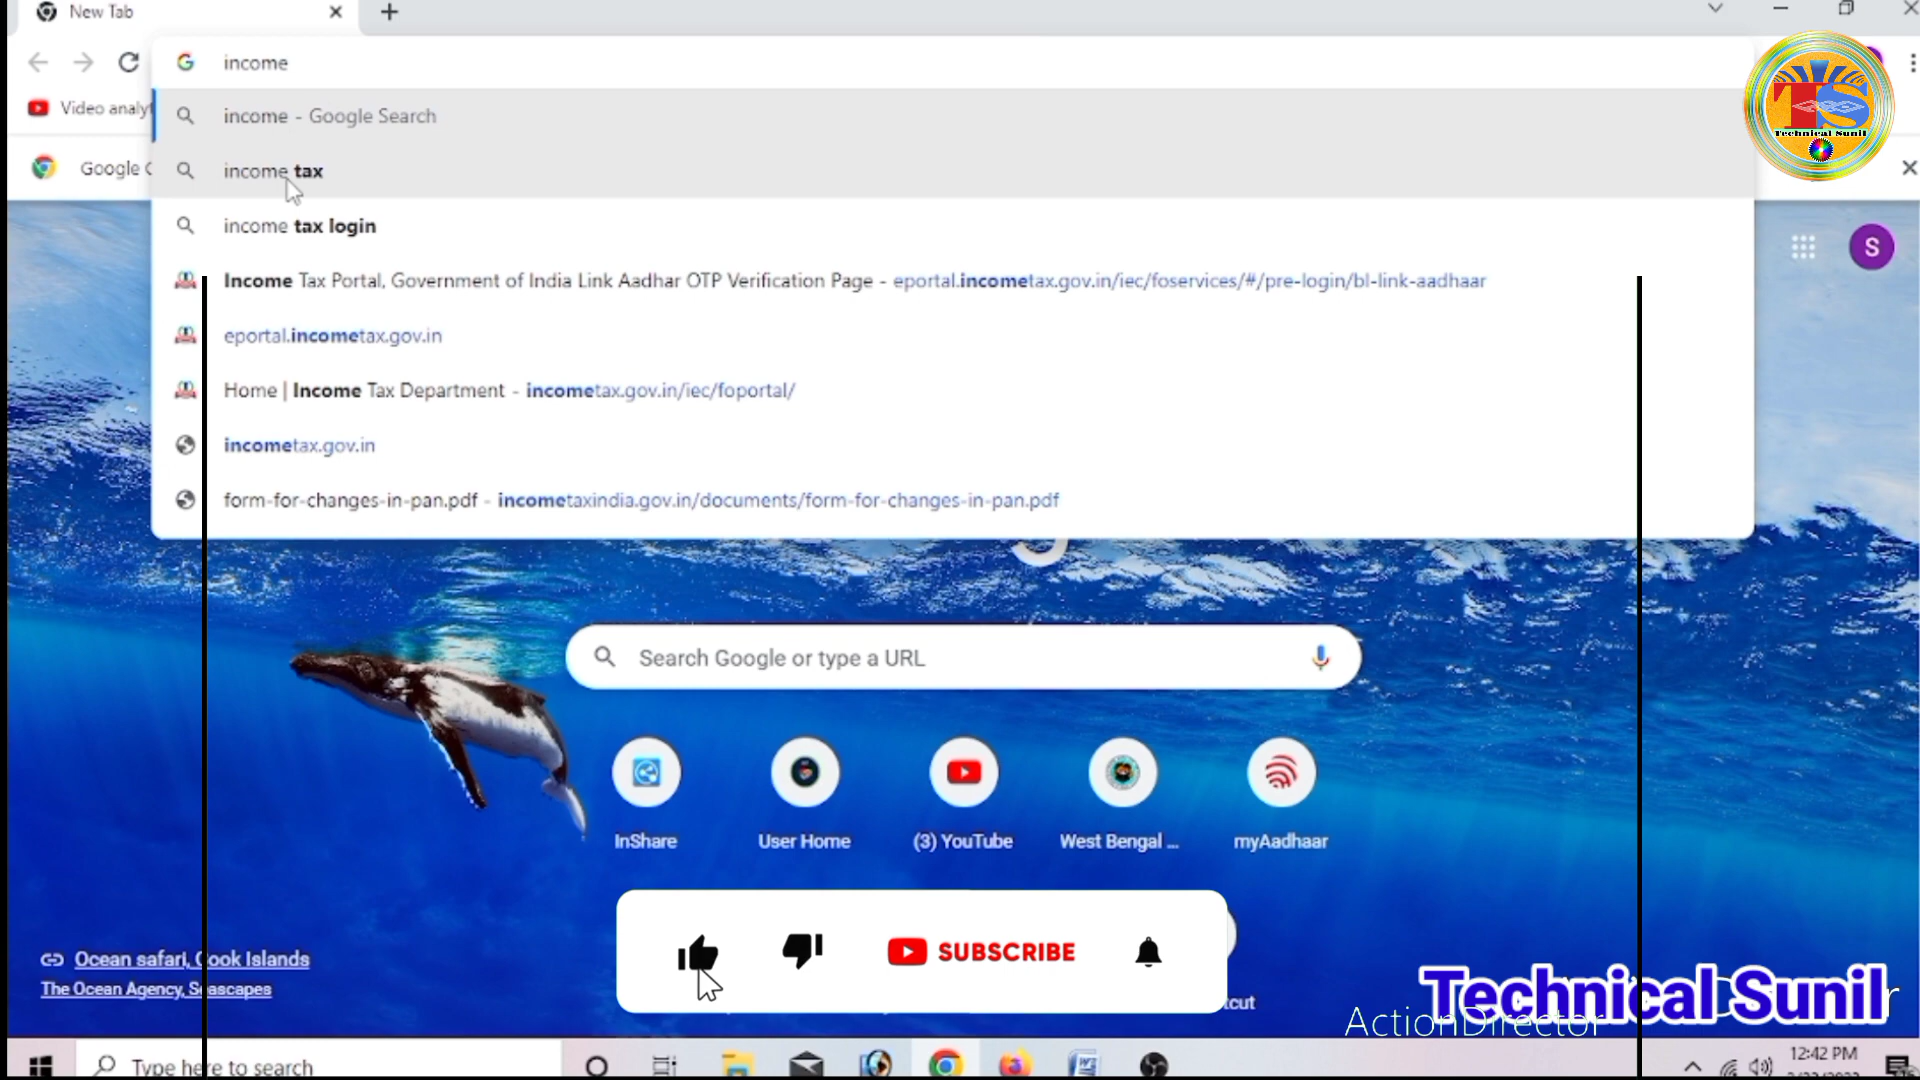 New Tab
income
Video analy
income - Google Search
TS
Technical Sunil
Google C
income tax
income tax login
S
Income Tax Portal, Government of India Link Aadhar OTP Verification Page - eportal.incometax.gov.in/iec/foservices/#/pre-login/bl-link-aadhaar
eportal.incometax.gov.in
Home | Income Tax Department - incometax.gov.in/iec/foportal/
incometax.gov.in
form-for-changes-in-pan.pdf - incometaxindia.gov.in/documents/form-for-changes-in-pan.pdf
Search Google or type a URL
InShare
User Home
(3) YouTube
West Bengal ...
myAadhaar
SUBSCRIBE
Ocean safari, Cook Islands
The Ocean Agency, Seascapes
tcut
Technical Sunil
ActionDirector
Type here to search
12:42 PM